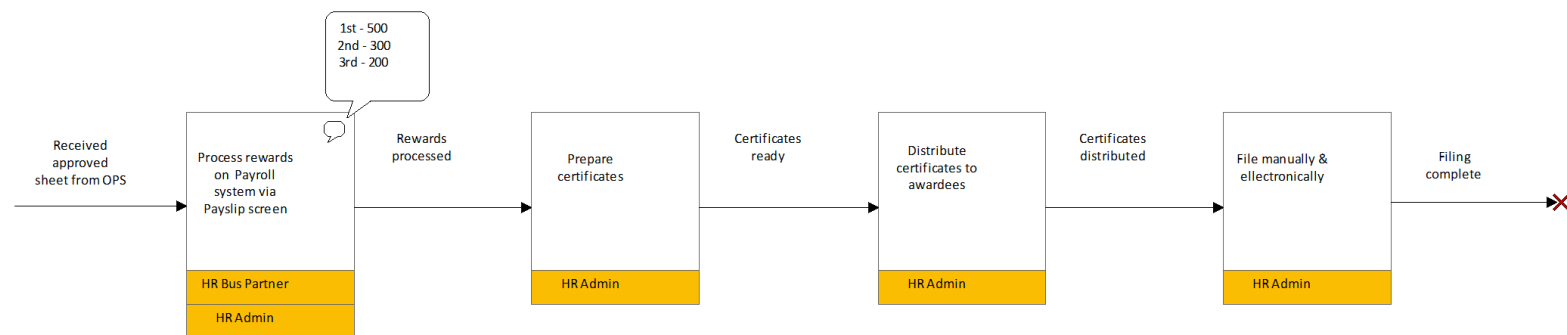 1st - 500
2nd - 300
3rd - 200
Received
approved
sheet from OPS
Process rewards
on Payroll
system via
Payslip screen
HR Bus Partner
HR Admin
Rewards
processed
Prepare
certificates
HR Admin
Certificates
ready
Distribute
certificates to
awardees
HR Admin
Certificates
distributed
File manually &
ellectronically
HR Admin
Filing
complete